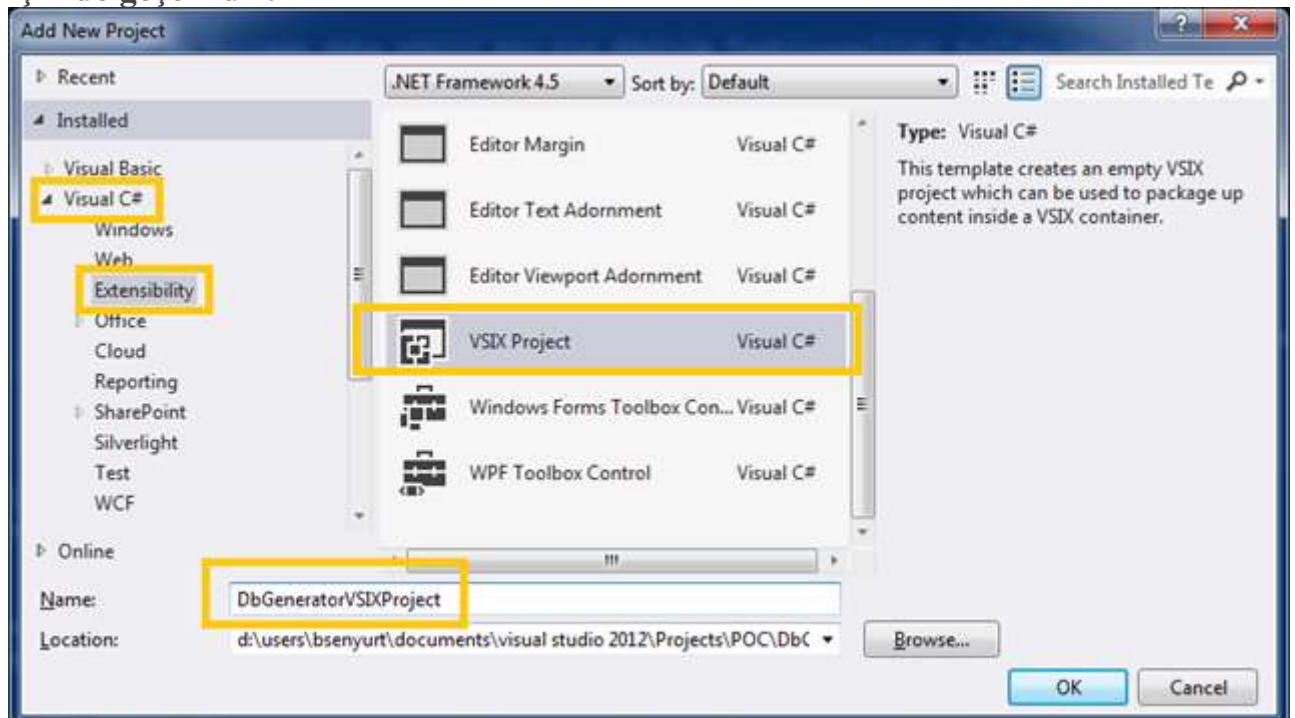 Add New Project
Recent
.NET Framework 4.5
Sort by: Default
Search Installed Te
Installed
Visual Basic
Visual C#
Windows
Web
Extensibility
Office
Cloud
Reporting
SharePoint
Silverlight
Test
WCF
Online
Editor Margin Visual C#
Editor Text Adornment Visual C#
Editor Viewport Adornment Visual C#
VSIX Project Visual C#
Windows Forms Toolbox Con... Visual C#
WPF Toolbox Control Visual C#
Type: Visual C#
This template creates an empty VSIX
project which can be used to package up
content inside a VSIX container.
Name: DbGeneratorVSIXProject
Location: d:\users\bsenyurt\documents\visual studio 2012\Projects\POC\Db
Browse...
OK Cancel